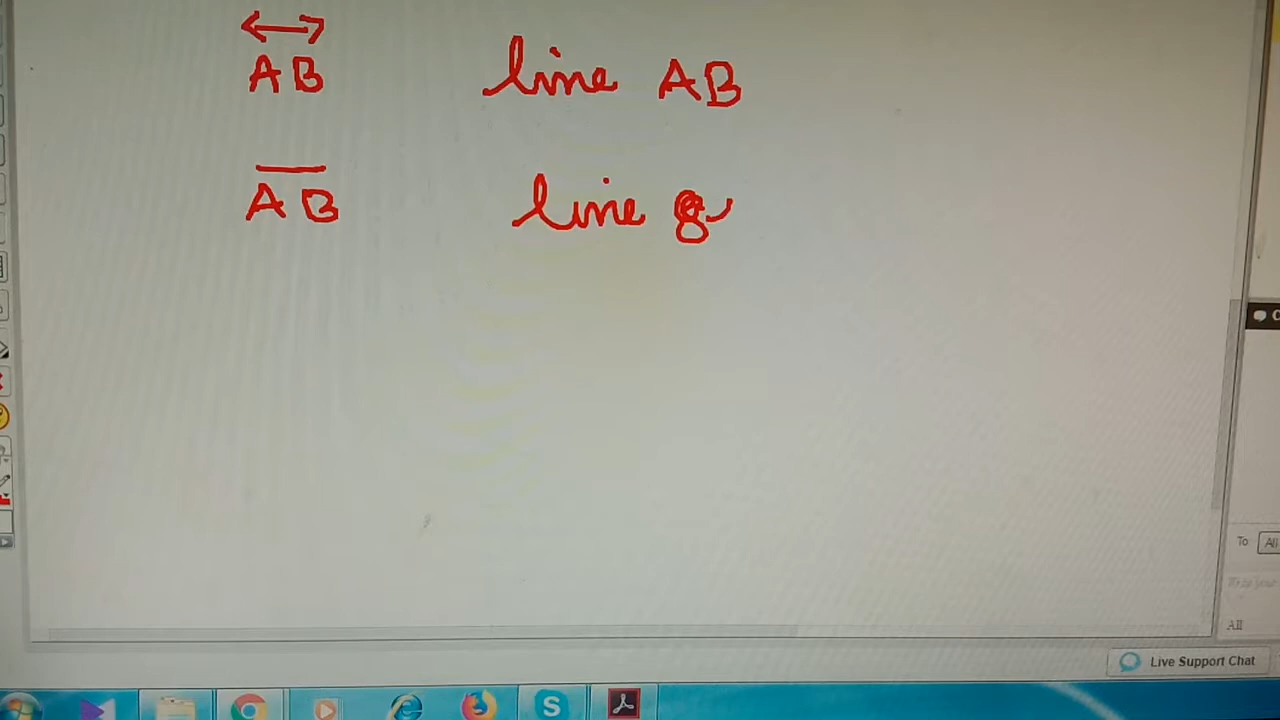 AB line AB
AB line
To All
All
Live Support Chat